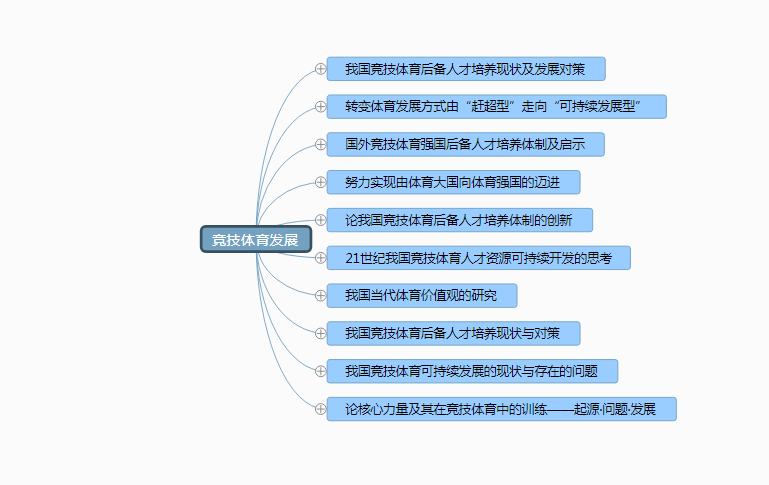 我国竞技体育后备人才培养现状及发展对策
转变体育发展方式由“赶超型”走向“可持续发展型”
国外竞技体育强国后备人才培养体制及启示
努力实现由体育大国向体育强国的迈进
论我国竞技体育后备人才培养体制的创新
竞技体育发展
21世纪我国竞技体育人才资源可持续开发的思考
我国当代体育价值观的研究
我国竞技体育后备人才培养现状与对策
我国竞技体育可持续发展的现状与存在的问题
论核心力量及其在竞技体育中的训练——起源·问题·发展